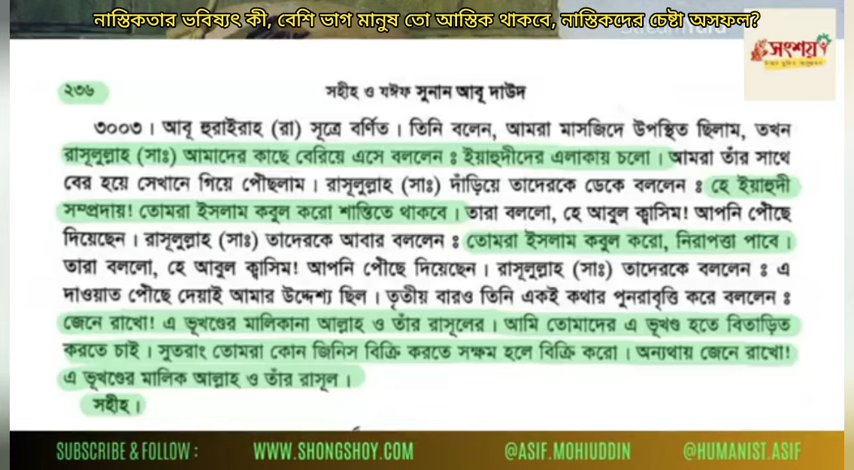 নাস্তিকতার ভবিষ্যৎ কী, বেশি ভাগ মানুষ তো আস্তিক থাকবে, নাস্তিকদের চেষ্টা অসফল?
সংশয়
২৩৬
সহীহ ও যঈফ সুনান আবূ দাউদ
৩০০৩। আবূ হুরাইরাহ (রা) সূত্রে বর্ণিত। তিনি বলেন, আমরা মাসজিদে উপস্থিত ছিলাম, তখন
রাসূলুল্লাহ (সাঃ) আমাদের কাছে বেরিয়ে এসে বললেন ঃ ইয়াহুদীদের এলাকায় চলো। আমরা তাঁর সাথে
বের হয়ে সেখানে গিয়ে পৌছলাম। রাসূলুল্লাহ (সাঃ) দাঁড়িয়ে তাদেরকে ডেকে বললেন ঃ হে ইয়াহুদী
সম্প্রদায়! তোমরা ইসলাম কবুল করো শান্তিতে থাকবে। তারা বললো, হে আবুল ক্বাসিম! আপনি পৌছে
দিয়েছেন। রাসূলুল্লাহ (সাঃ) তাদেরকে আবার বললেন ঃ তোমরা ইসলাম কবুল করো, নিরাপত্তা পাবে।
তারা বললো, হে আবুল ক্বাসিম! আপনি পৌছে দিয়েছেন। রাসূলুল্লাহ (সাঃ) তাদেরকে বললেন ঃ এ
দাওয়াত পৌছে দেয়াই আমার উদ্দেশ্য ছিল। তৃতীয় বারও তিনি একই কথার পুনরাবৃত্তি করে বললেন ঃ
জেনে রাখো! এ ভূখণ্ডের মালিকানা আল্লাহ ও তাঁর রাসূলের। আমি তোমাদের এ ভূখণ্ড হতে বিতাড়িত
করতে চাই। সুতরাং তোমরা কোন জিনিস বিক্রি করতে সক্ষম হলে বিক্রি করো। অন্যথায় জেনে রাখো!
এ ভূখণ্ডের মালিক আল্লাহ ও তাঁর রাসূল।
সহীহ।
SUBSCRIBE & FOLLOW : WWW.SHONGSHOY.COM @ASIF.MOHIUDDIN @HUMANIST.ASIF